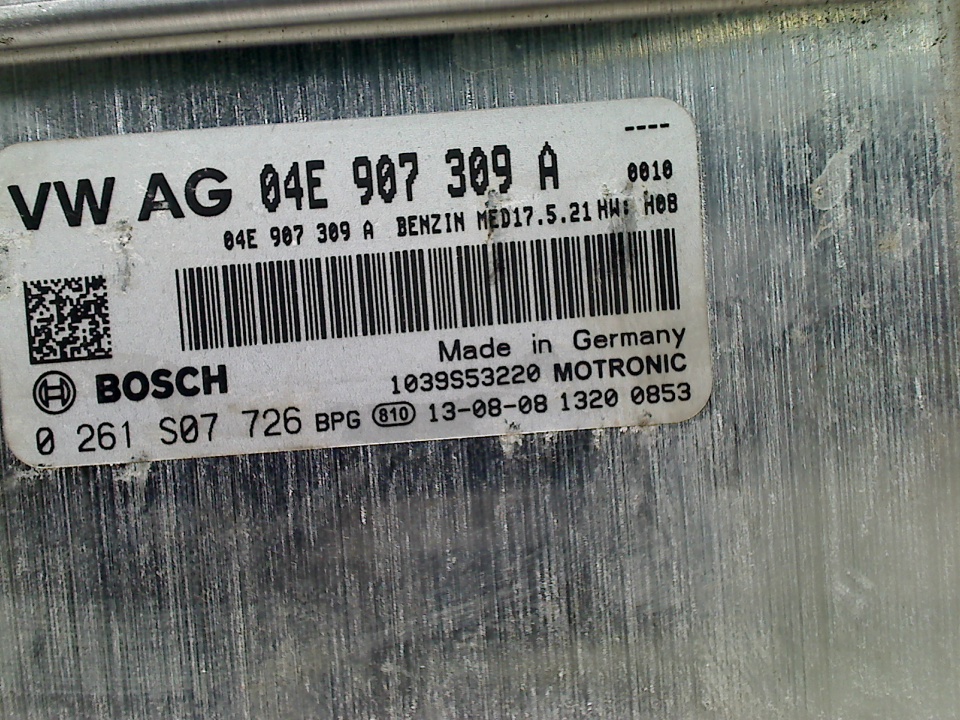 ----
VW AG 04E 907 309 A 0010
04E 907 309 A BENZIN MED17.5.21 HW: H08
Made in Germany
BOSCH 1039S53220 MOTRONIC
0 261 S07 726 BPG 810 13-08-08 1320 0853